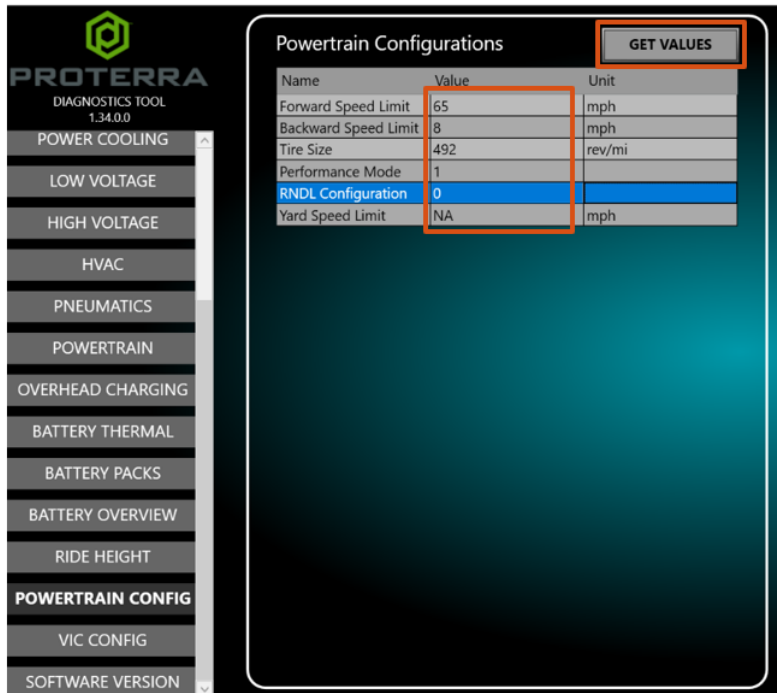 PROTERRA
DIAGNOSTICS TOOL
1.34.0.0
POWER COOLING
LOW VOLTAGE
HIGH VOLTAGE
HVAC
PNEUMATICS
POWERTRAIN
OVERHEAD CHARGING
BATTERY THERMAL
BATTERY PACKS
BATTERY OVERVIEW
RIDE HEIGHT
POWERTRAIN CONFIG
VIC CONFIG
SOFTWARE VERSION
Powertrain Configurations
GET VALUES
Name Value Unit
Forward Speed Limit 65 mph
Backward Speed Limit 8 mph
Tire Size 492 rev/mi
Performance Mode 1
RNDL Configuration 0
Yard Speed Limit NA mph